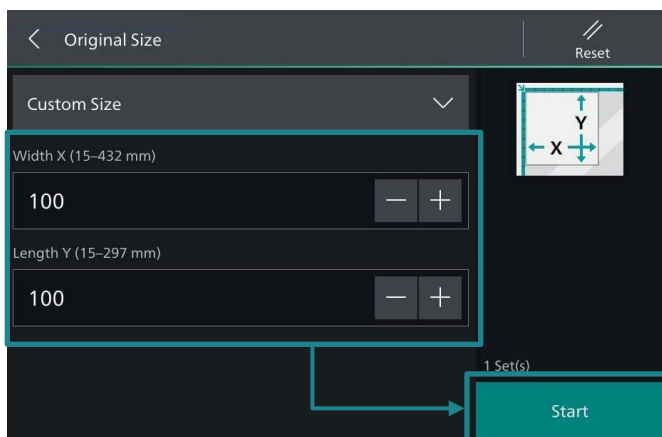 Original Size
Reset
Custom Size
Width X (15–432 mm)
100
Length Y (15–297 mm)
100
Y
X
1 Set(s)
Start